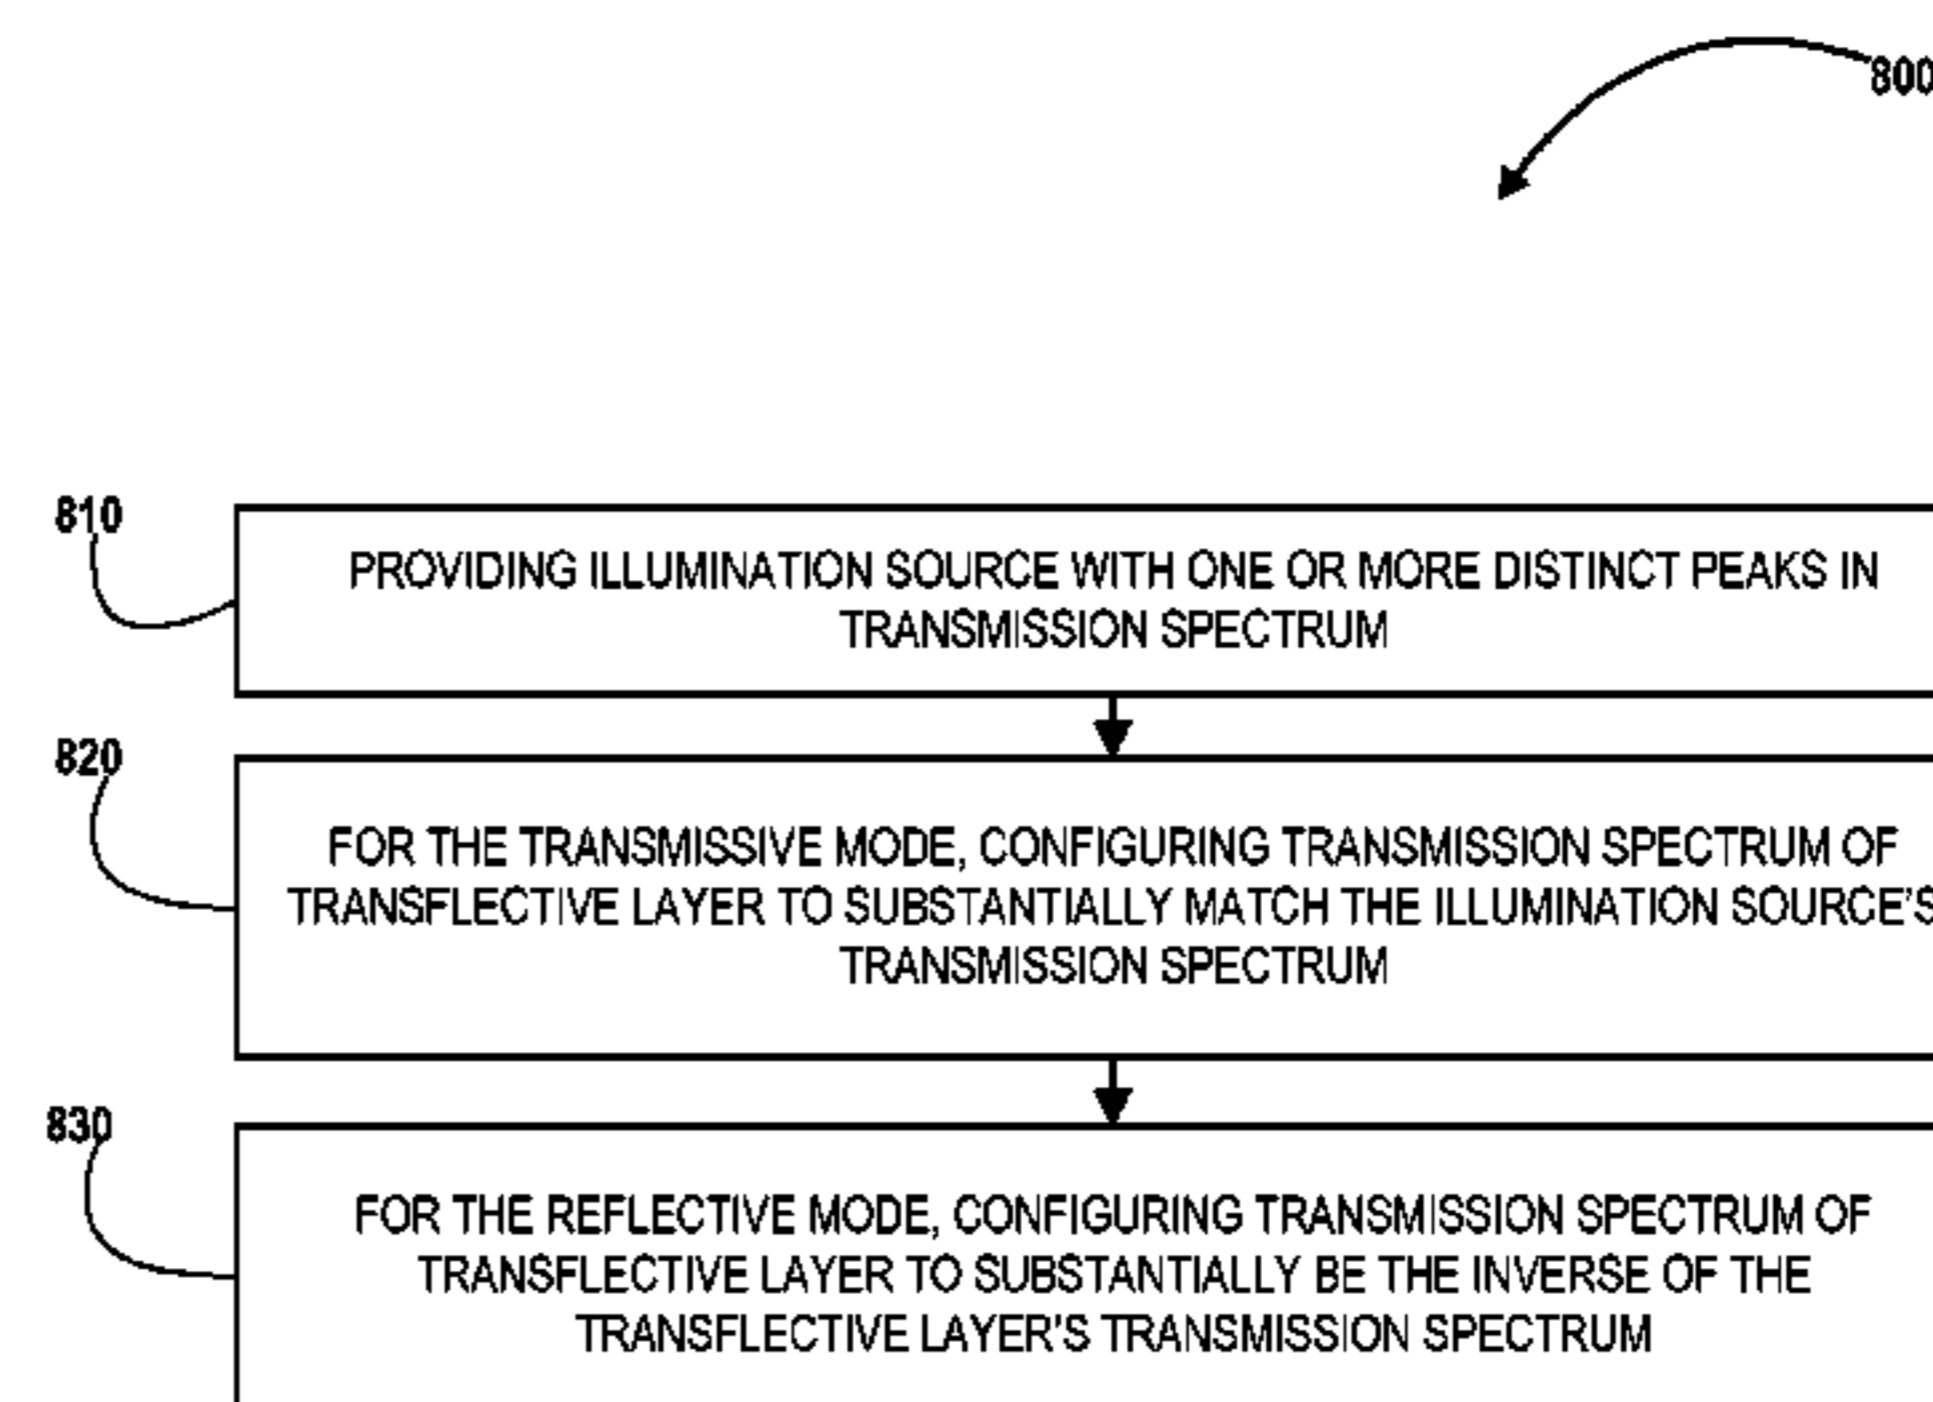 800
810
PROVIDING ILLUMINATION SOURCE WITH ONE OR MORE DISTINCT PEAKS IN
TRANSMISSION SPECTRUM
820
FOR THE TRANSMISSIVE MODE, CONFIGURING TRANSMISSION SPECTRUM OF
TRANSFLECTIVE LAYER TO SUBSTANTIALLY MATCH THE ILLUMINATION SOURCE'S
TRANSMISSION SPECTRUM
830
FOR THE REFLECTIVE MODE, CONFIGURING TRANSMISSION SPECTRUM OF
TRANSFLECTIVE LAYER TO SUBSTANTIALLY BE THE INVERSE OF THE
TRANSFLECTIVE LAYER'S TRANSMISSION SPECTRUM